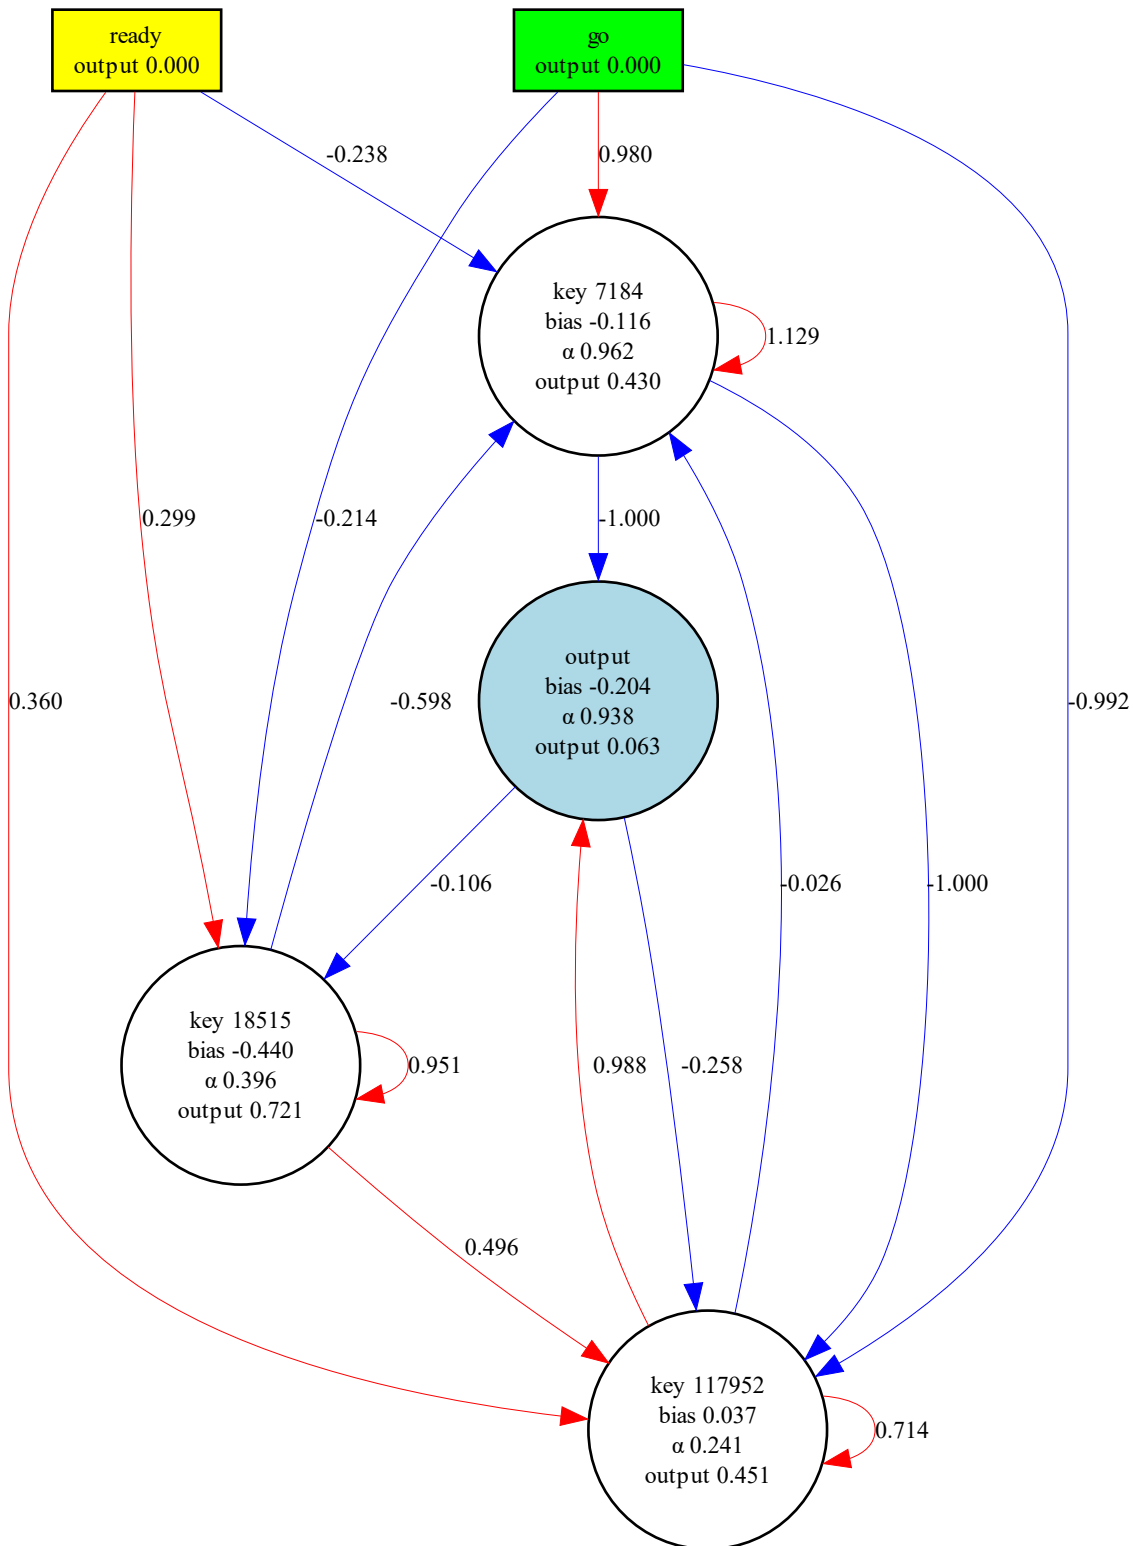 ready
output 0.000
go
output 0.000
-0.238
0.980
key 7184
bias -0.116
α 0.962
output 0.430
1.129
0.299
-0.214
-1.000
output
bias -0.204
α 0.938
output 0.063
0.360
-0.598
-0.992
-0.106
-0.026
-1.000
key 18515
bias -0.440
α 0.396
output 0.721
0.951
0.988
-0.258
0.496
key 117952
bias 0.037
α 0.241
output 0.451
0.714